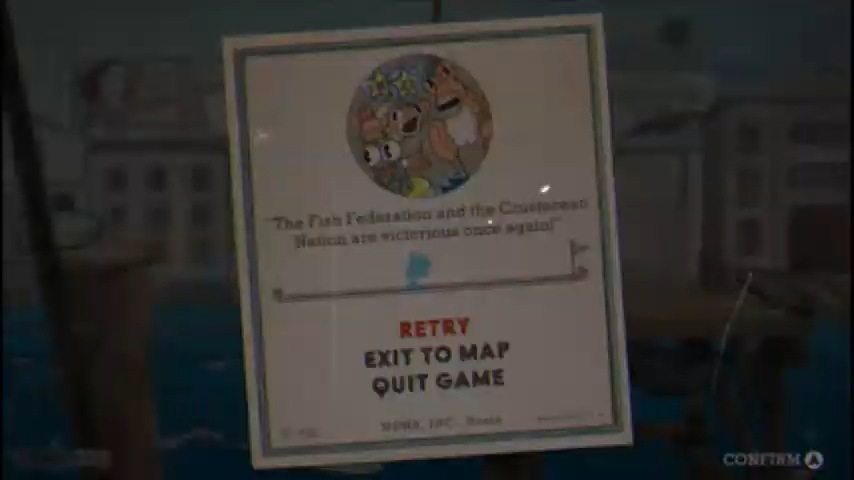 "The Fish Federation and the Crustacean
Nation are victorious once again!"
RETRY
EXIT TO MAP
QUIT GAME
CONFIRM A